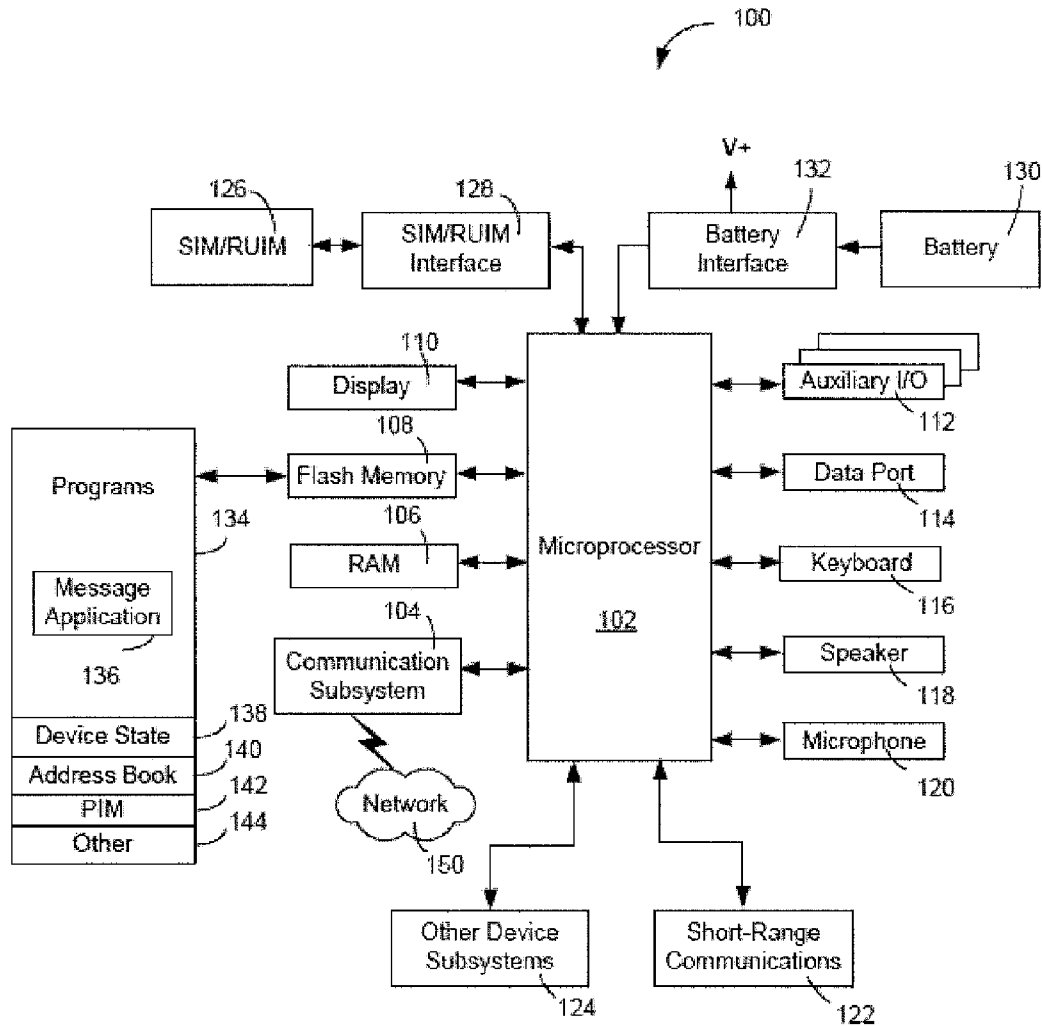 100
V+
126
128
132
130
SIM/RUIM
SIM/RUIM
Interface
Battery
Interface
Battery
110
Display
Auxiliary I/O
112
108
Flash Memory
Data Port
114
Programs
134
106
RAM
Microprocessor
102
Keyboard
116
Message
Application
136
104
Communication
Subsystem
Speaker
118
138
Device State
140
Address Book
142
PIM
144
Other
Microphone
120
Network
150
Other Device
Subsystems
124
Short-Range
Communications
122